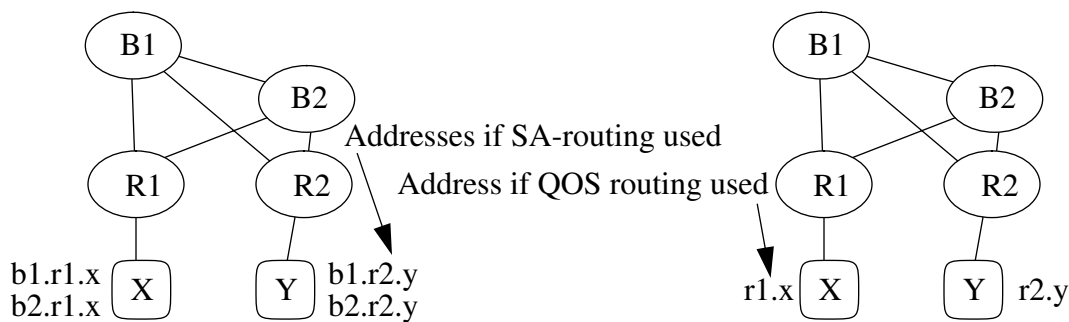 B1
B1
B2
B2
Addresses if SA-routing used
Address if QOS routing used
R1
R2
R1
R2
b1.r1.x
b2.r1.x
X
Y
b1.r2.y
b2.r2.y
r1.x
X
Y
r2.y